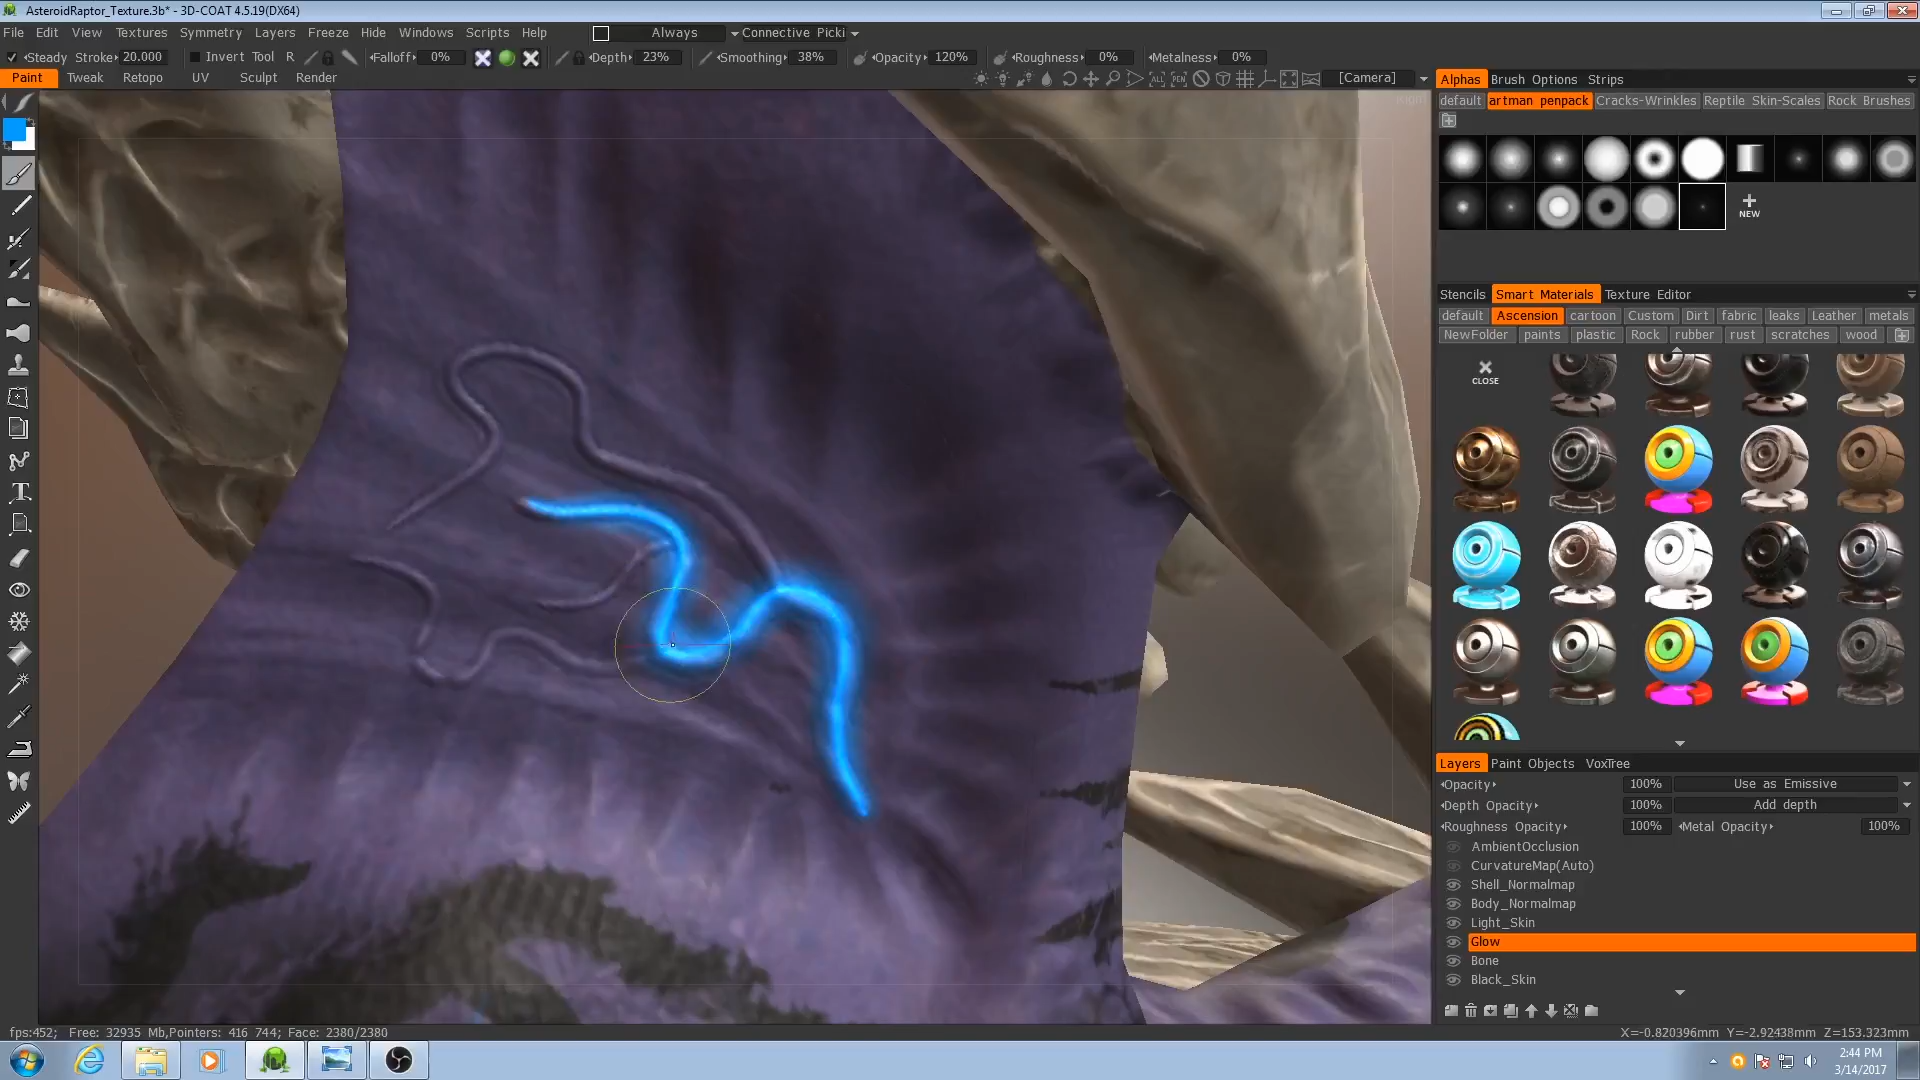 AsteroidRaptor_Texture.3b* - 3D-COAT 4.5.19(DX64)
File Edit View Textures Symmetry Layers Freeze Hide Windows Scripts Help Always Connective Picki
Steady Stroke 20.000 Invert Tool R Falloff 0% Depth 23% Smoothing 38% Opacity 120% Roughness 0% Metalness 0%
Paint Tweak Retopo UV Sculpt Render [Camera]
Alphas Brush Options Strips
default artman penpack Cracks-Wrinkles Reptile Skin-Scales Rock Brushes
NEW
Stencils Smart Materials Texture Editor
default Ascension cartoon Custom Dirt fabric leaks Leather metals
NewFolder paints plastic Rock rubber rust scratches wood
CLOSE
Layers Paint Objects VoxTree
Opacity 100% Use as Emissive
Depth Opacity 100% Add depth
Roughness Opacity 100% Metal Opacity 100%
AmbientOcclusion
CurvatureMap(Auto)
Shell_Normalmap
Body_Normalmap
Light_Skin
Glow
Bone
Black_Skin
fps:452; Free: 32935 Mb,Pointers: 416 744; Face: 2380/2380 X=-0.820396mm Y=-2.92438mm Z=153.323mm
2:44 PM
3/14/2017